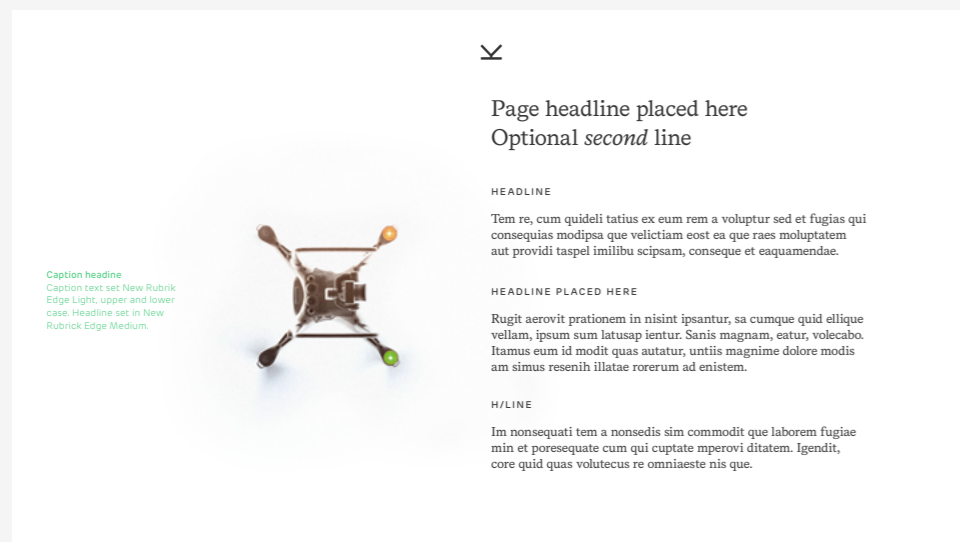 Page headline placed here
Optional second line
HEADLINE
Tem re, cum quideli tatius ex eum rem a voluptur sed et fugias qui
consequias modipsa que velictiam eost ea que raes moluptatem
aut providi taspel imilibu scipsam, conseque et eaquamendae.
HEADLINE PLACED HERE
Rugit aerovit prationem in nisint ipsantur, sa cumque quid ellique
vellam, ipsum sum latusap ientur. Sanis magnam, eatur, volecabo.
Itamus eum id modit quas autatur, untiis magnime dolore modis
am simus resenih illatae rorerum ad enistem.
H/LINE
Im nonsequati tem a nonsedis sim commodit que laborem fugiae
min et poresequate cum qui cuptate mperovi ditatem. Igendit,
core quid quas volutecus re omniaeste nis que.
Caption headine
Caption text set New Rubrik
Edge Light, upper and lower
case. Headline set in New
Rubrick Edge Medium.